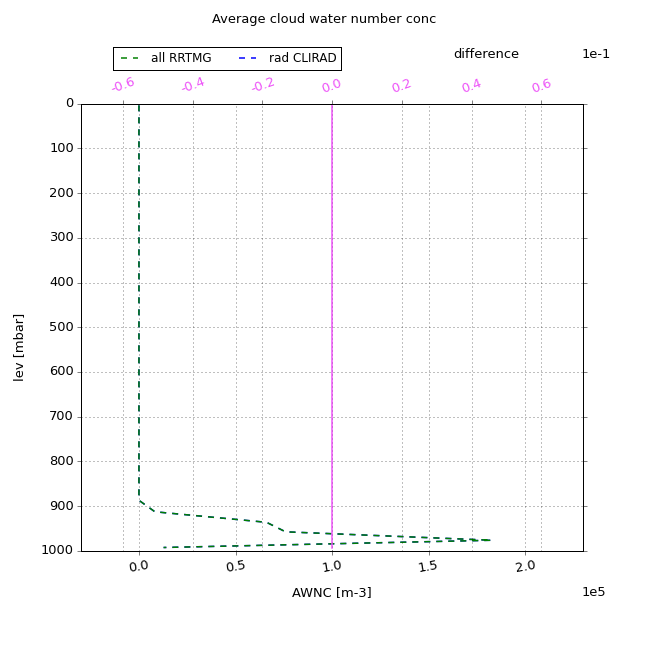 Average cloud water number conc
all RRTMG rad CLIRAD difference 1e-1
-0.6 -0.4 -0.2 0.0 0.2 0.4 0.6
0
100
200
300
400
500
600
700
800
900
1000
lev [mbar]
0.0 0.5 1.0 1.5 2.0
AWNC [m-3] 1e5